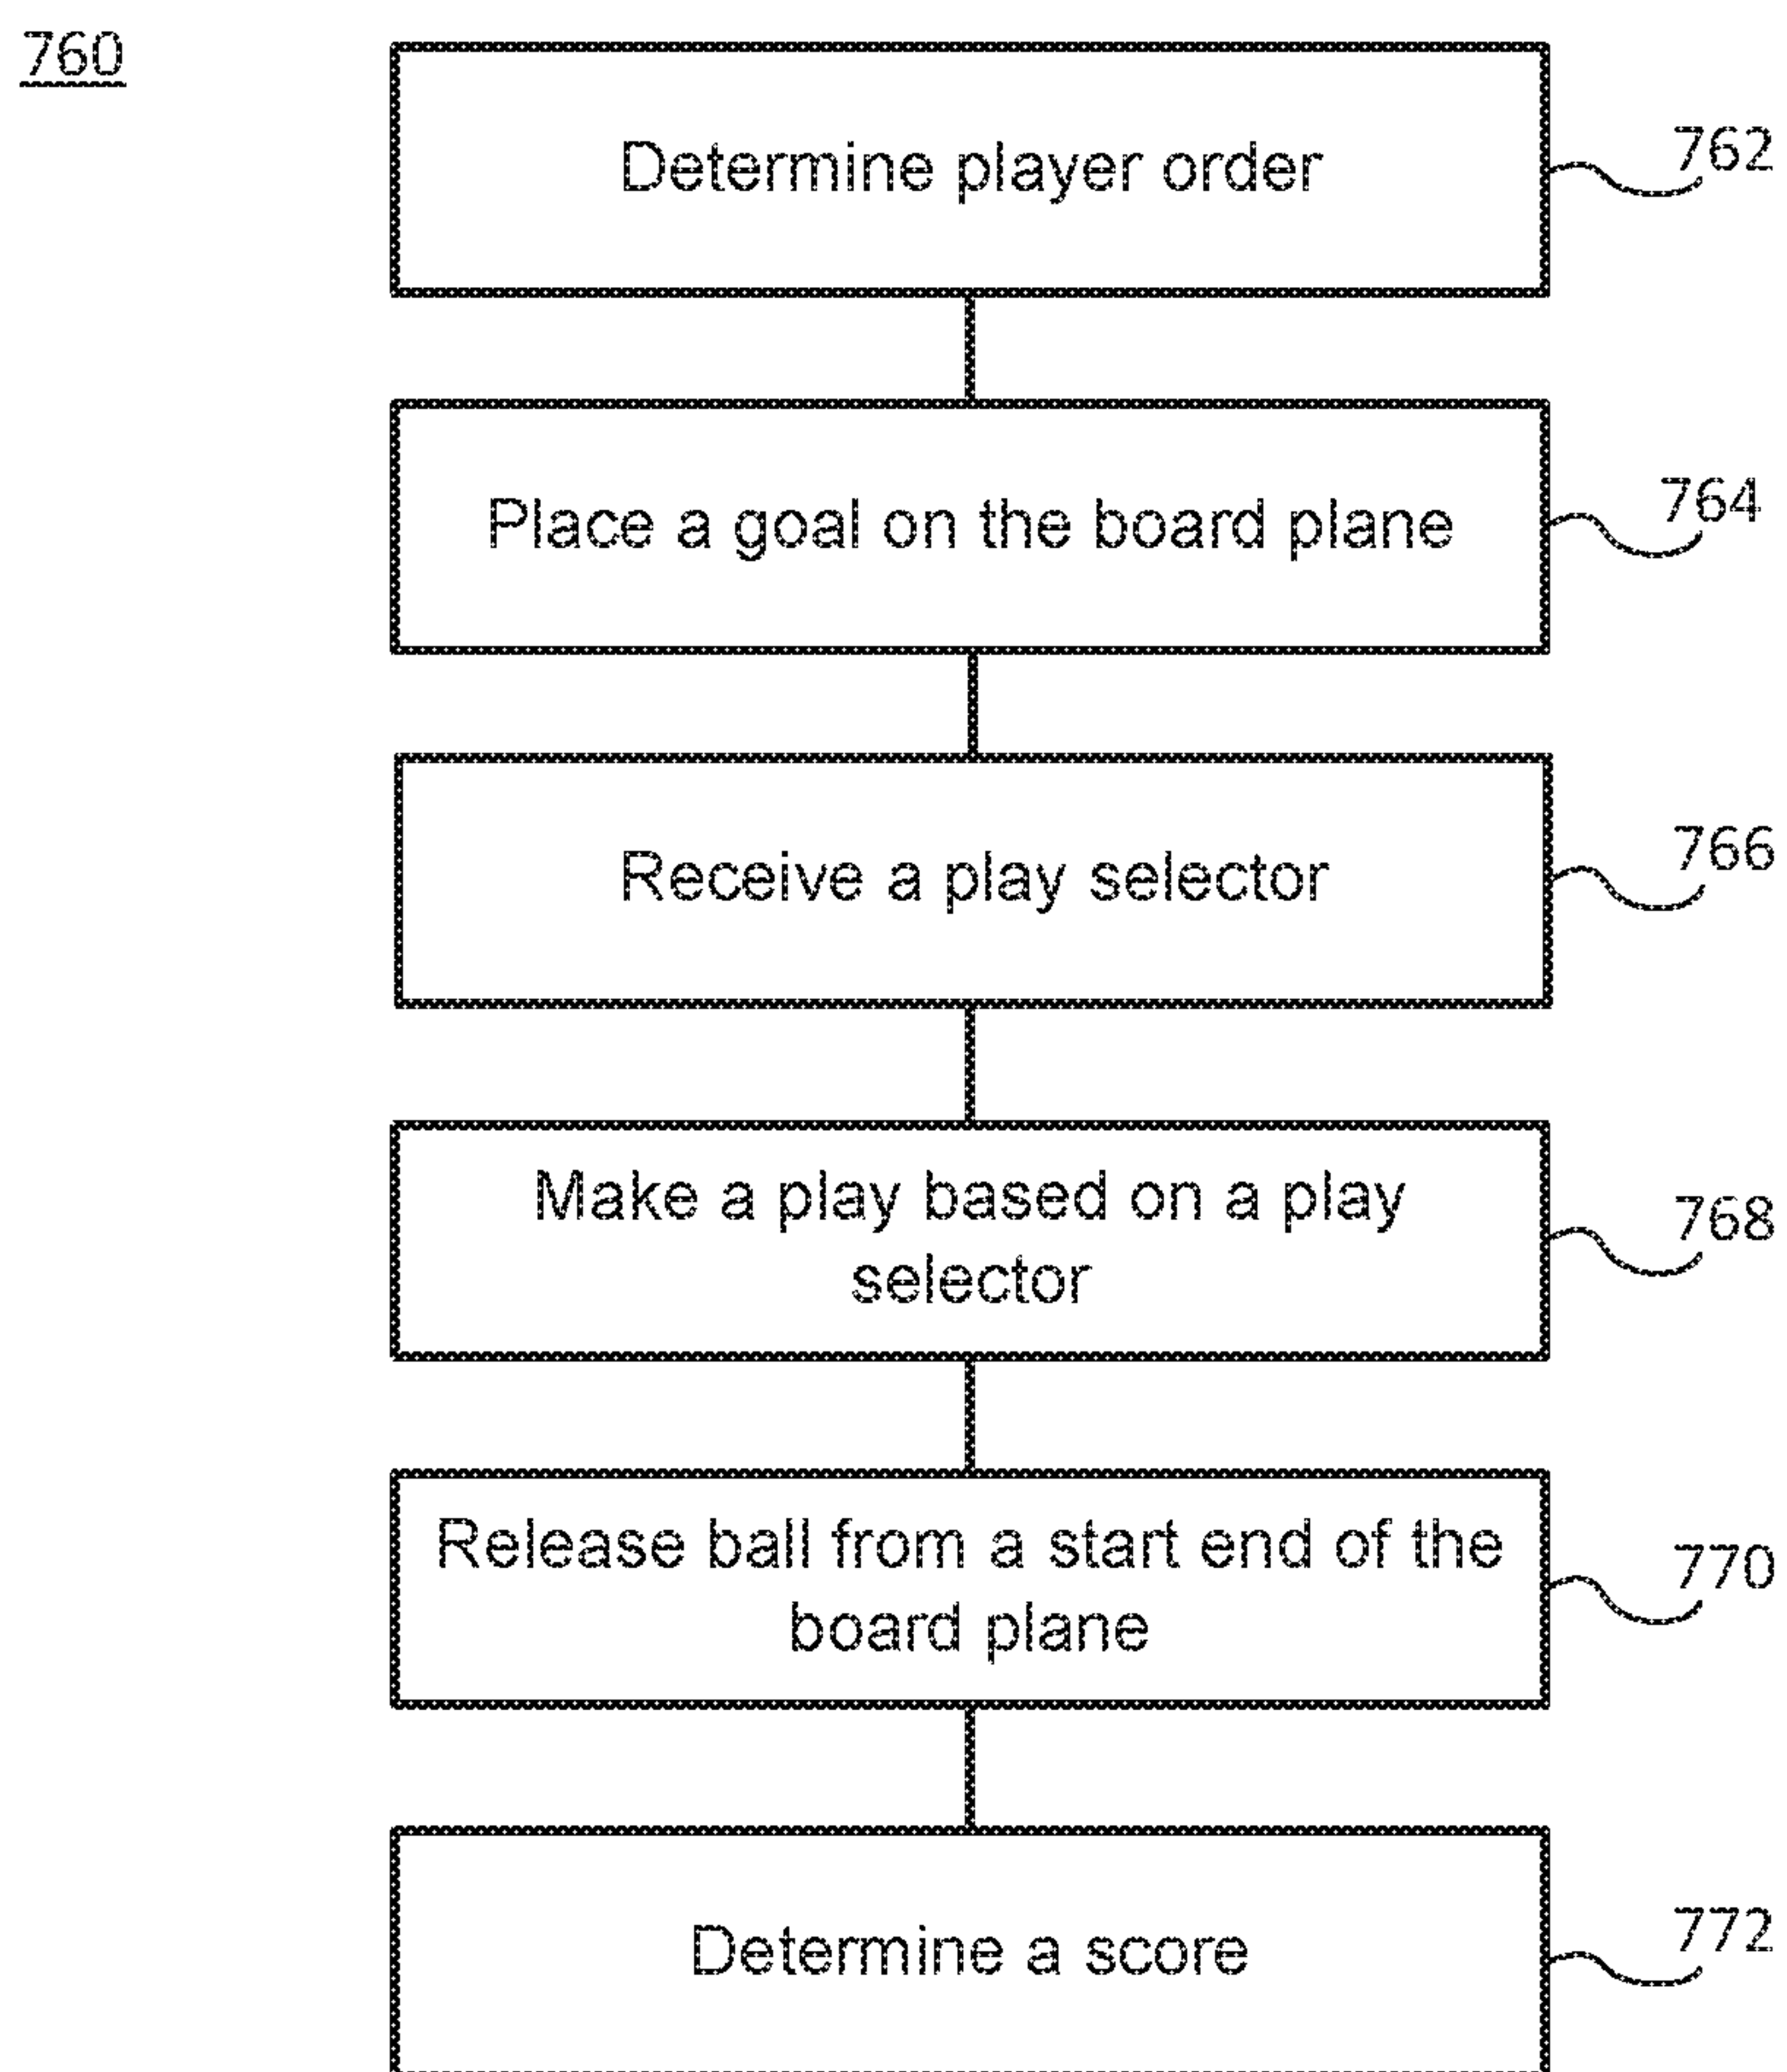 760
Determine player order
762
Place a goal on the board plane
764
Receive a play selector
766
Make a play based on a play
selector
768
Release ball from a start end of the
board plane
770
Determine a score
772